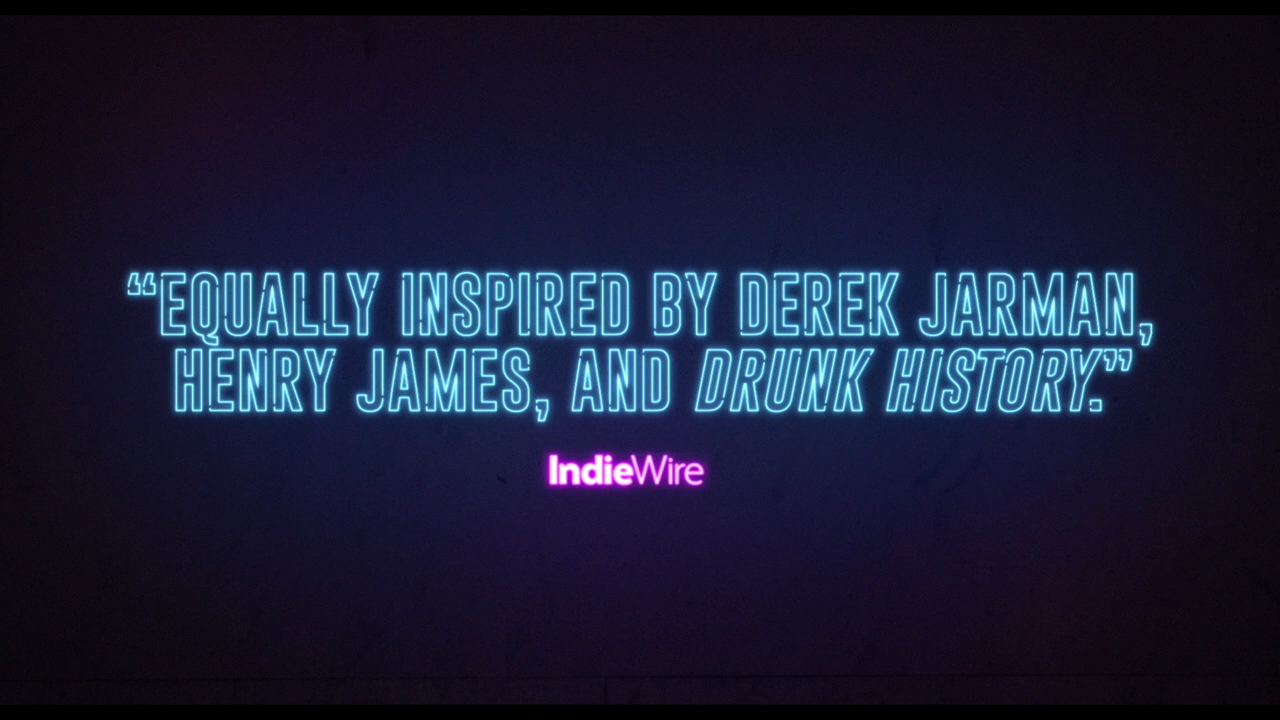 “EQUALLY INSPIRED BY DEREK JARMAN,
HENRY JAMES, AND DRUNK HISTORY.”
IndieWire